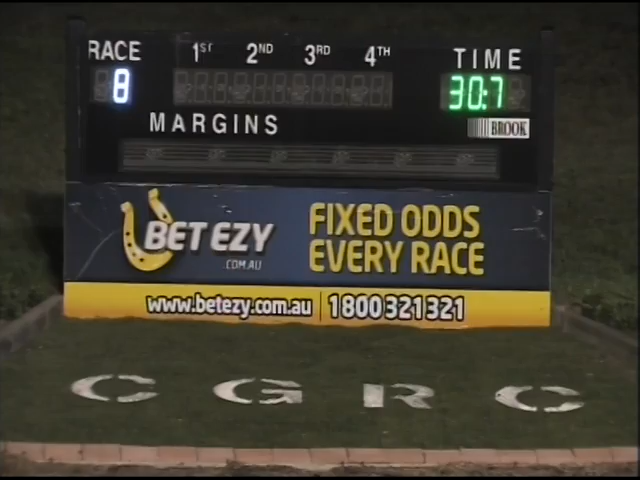 RACE 1ST 2ND 3RD 4TH TIME
8 30:7
MARGINS BROOK
BET EZY
.COM.AU
FIXED ODDS
EVERY RACE
www.betezy.com.au 1800 321 321
C G R C